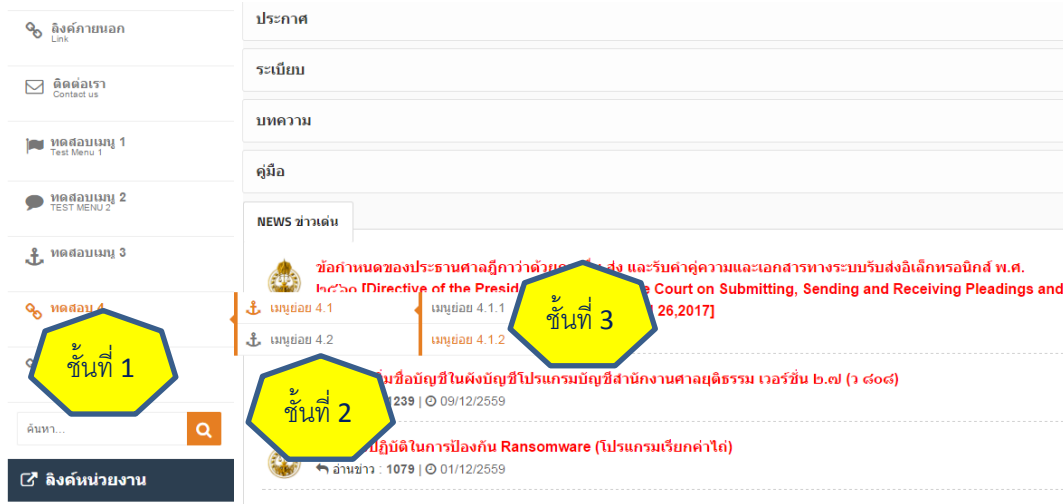 ลิงค์ภายนอก
Link
ติดต่อเรา
Contact us
ทดสอบเมนู 1
Test Menu 1
ทดสอบเมนู 2
TEST MENU 2
ทดสอบเมนู 3
ทดสอบ 4
ชั้นที่ 1
ค้นหา...
ลิงค์หน่วยงาน
ประกาศ
ระเบียบ
บทความ
คู่มือ
NEWS ข่าวเด่น
ข้อกำหนดของประธานศาลฎีกาว่าด้วย ส่ง และรับคำคู่ความและเอกสารทางระบบรับส่งอิเล็กทรอนิกส์ พ.ศ.
๒๕๖๐ [Directive of the Court on Submitting, Sending and Receiving Pleadings and
26,2017]
เมนูย่อย 4.1
เมนูย่อย 4.2
เมนูย่อย 4.1.1
เมนูย่อย 4.1.2
ชั้นที่ 3
ชั้นที่ 2
ชื่อบัญชีในผังบัญชีโปรแกรมบัญชีสำนักงานศาลยุติธรรม เวอร์ชั่น ๒.๗ (ว ๘๐๘)
1239 | 09/12/2559
ปฏิบัติในการป้องกัน Ransomware (โปรแกรมเรียกค่าไถ่)
อ่านข่าว : 1079 | 01/12/2559